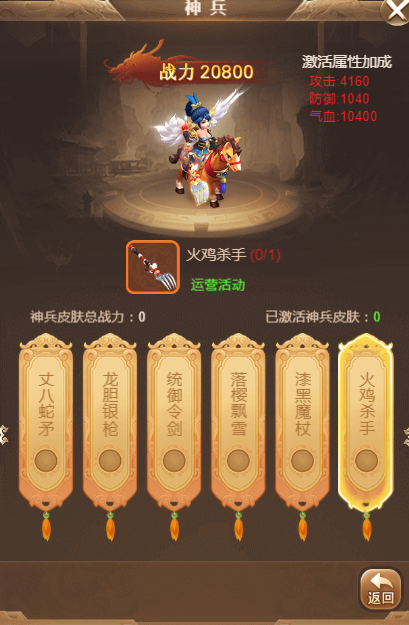 神兵
战力 20800
激活属性加成
攻击:4160
防御:1040
气血:10400
火鸡杀手 (0/1)
运营活动
神兵皮肤总战力：0
已激活神兵皮肤：0
丈八蛇矛
龙胆银枪
统御令剑
落樱飘雪
漆黑魔杖
火鸡杀手
返回